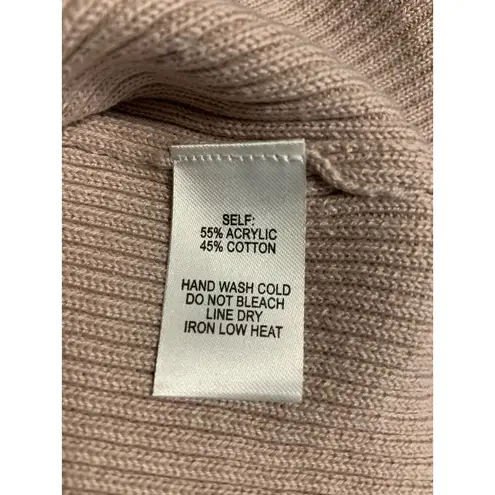 SELF:
55% ACRYLIC
45% COTTON
HAND WASH COLD
DO NOT BLEACH
LINE DRY
IRON LOW HEAT